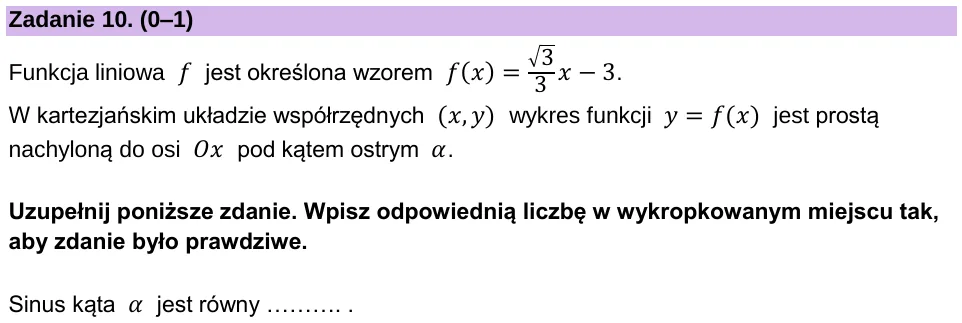 Zadanie 10. (0–1)
Funkcja liniowa f jest określona wzorem f(x) = √3/3 x − 3.
W kartezjańskim układzie współrzędnych (x, y) wykres funkcji y = f(x) jest prostą
nachyloną do osi Ox pod kątem ostrym α.
Uzupełnij poniższe zdanie. Wpisz odpowiednią liczbę w wykropkowanym miejscu tak,
aby zdanie było prawdziwe.
Sinus kąta α jest równy ………. .